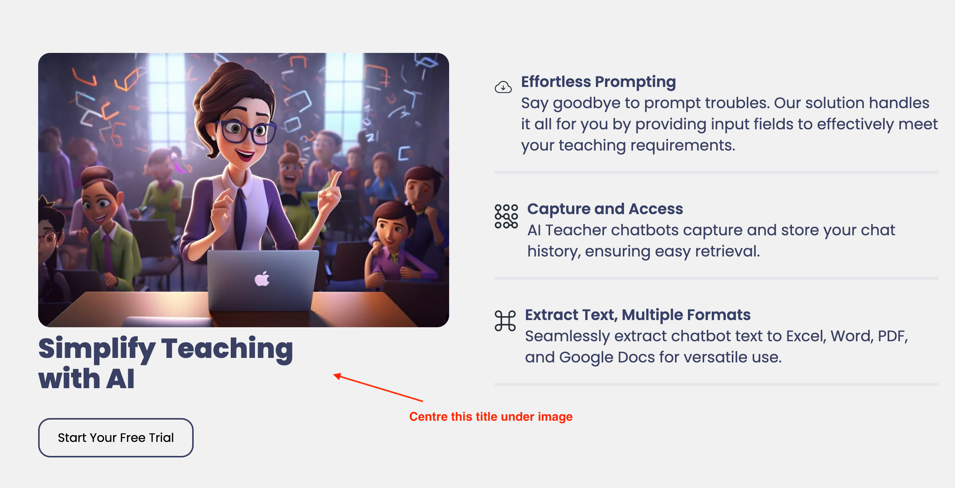 Effortless Prompting
Say goodbye to prompt troubles. Our solution handles
it all for you by providing input fields to effectively meet
your teaching requirements.
Capture and Access
AI Teacher chatbots capture and store your chat
history, ensuring easy retrieval.
Extract Text, Multiple Formats
Seamlessly extract chatbot text to Excel, Word, PDF,
and Google Docs for versatile use.
Simplify Teaching
with AI
Centre this title under image
Start Your Free Trial